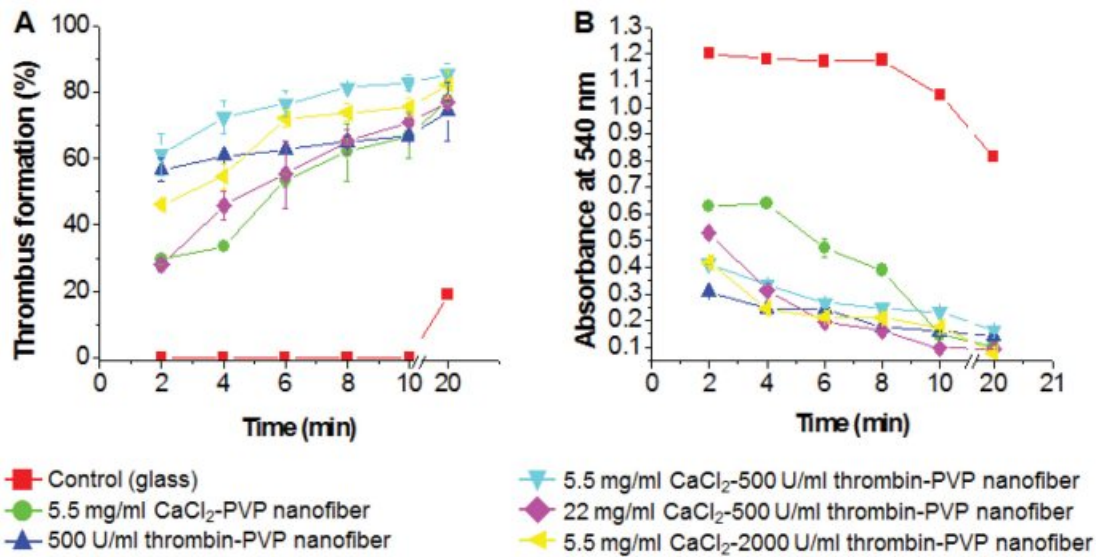 A
Thrombus formation (%)
100
80
60
40
20
0
0 2 4 6 8 10 20
Time (min)
B
Absorbance at 540 nm
1.3
1.2
1.1
1.0
0.9
0.8
0.7
0.6
0.5
0.4
0.3
0.2
0.1
0 2 4 6 8 10 20 21
Time (min)
Control (glass)
5.5 mg/ml CaCl₂-PVP nanofiber
500 U/ml thrombin-PVP nanofiber
5.5 mg/ml CaCl₂-500 U/ml thrombin-PVP nanofiber
22 mg/ml CaCl₂-500 U/ml thrombin-PVP nanofiber
5.5 mg/ml CaCl₂-2000 U/ml thrombin-PVP nanofiber